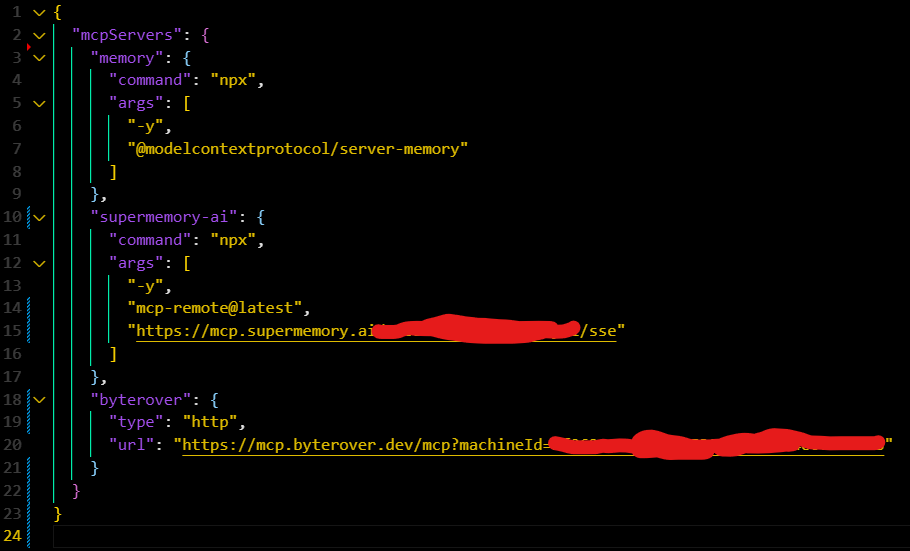 1 {
2 "mcpServers": {
3 "memory": {
4 "command": "npx",
5 "args": [
6 "-y",
7 "@modelcontextprotocol/server-memory"
8 ]
9 },
10 "supermemory-ai": {
11 "command": "npx",
12 "args": [
13 "-y",
14 "mcp-remote@latest",
15 "https://mcp.supermemory.ai/sse"
16 ]
17 },
18 "byterover": {
19 "type": "http",
20 "url": "https://mcp.byterover.dev/mcp?machineId="
21 }
22 }
23 }
24